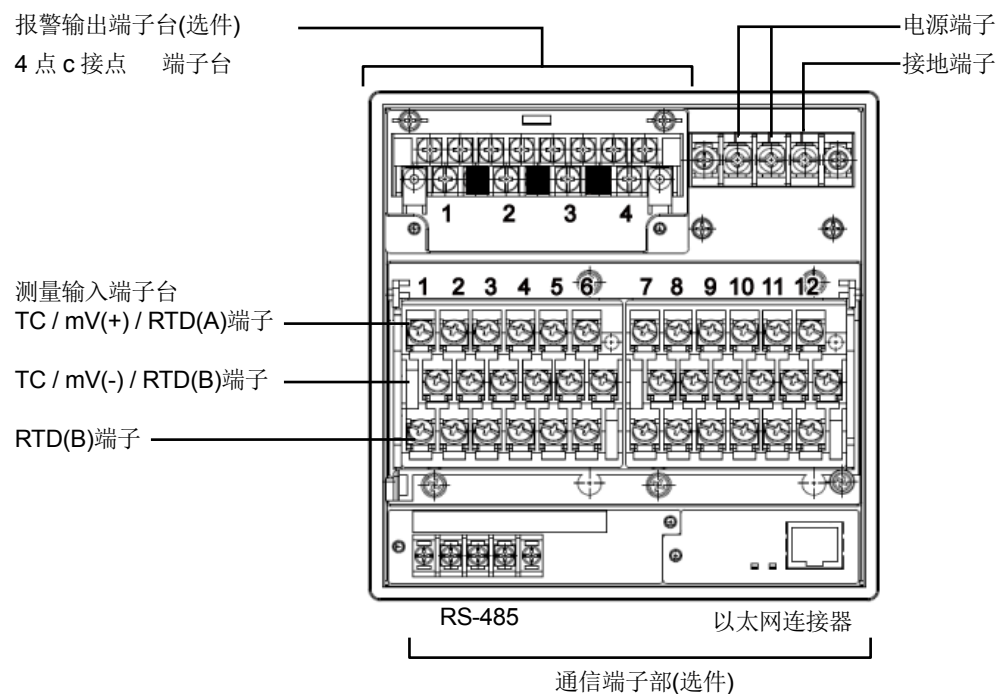 报警输出端子台(选件)
4 点 c 接点 端子台
电源端子
接地端子
1 2 3 4
测量输入端子台
TC / mV(+) / RTD(A)端子
TC / mV(-) / RTD(B)端子
RTD(B)端子
1 2 3 4 5 6 7 8 9 10 11 12
RS-485
以太网连接器
通信端子部(选件)